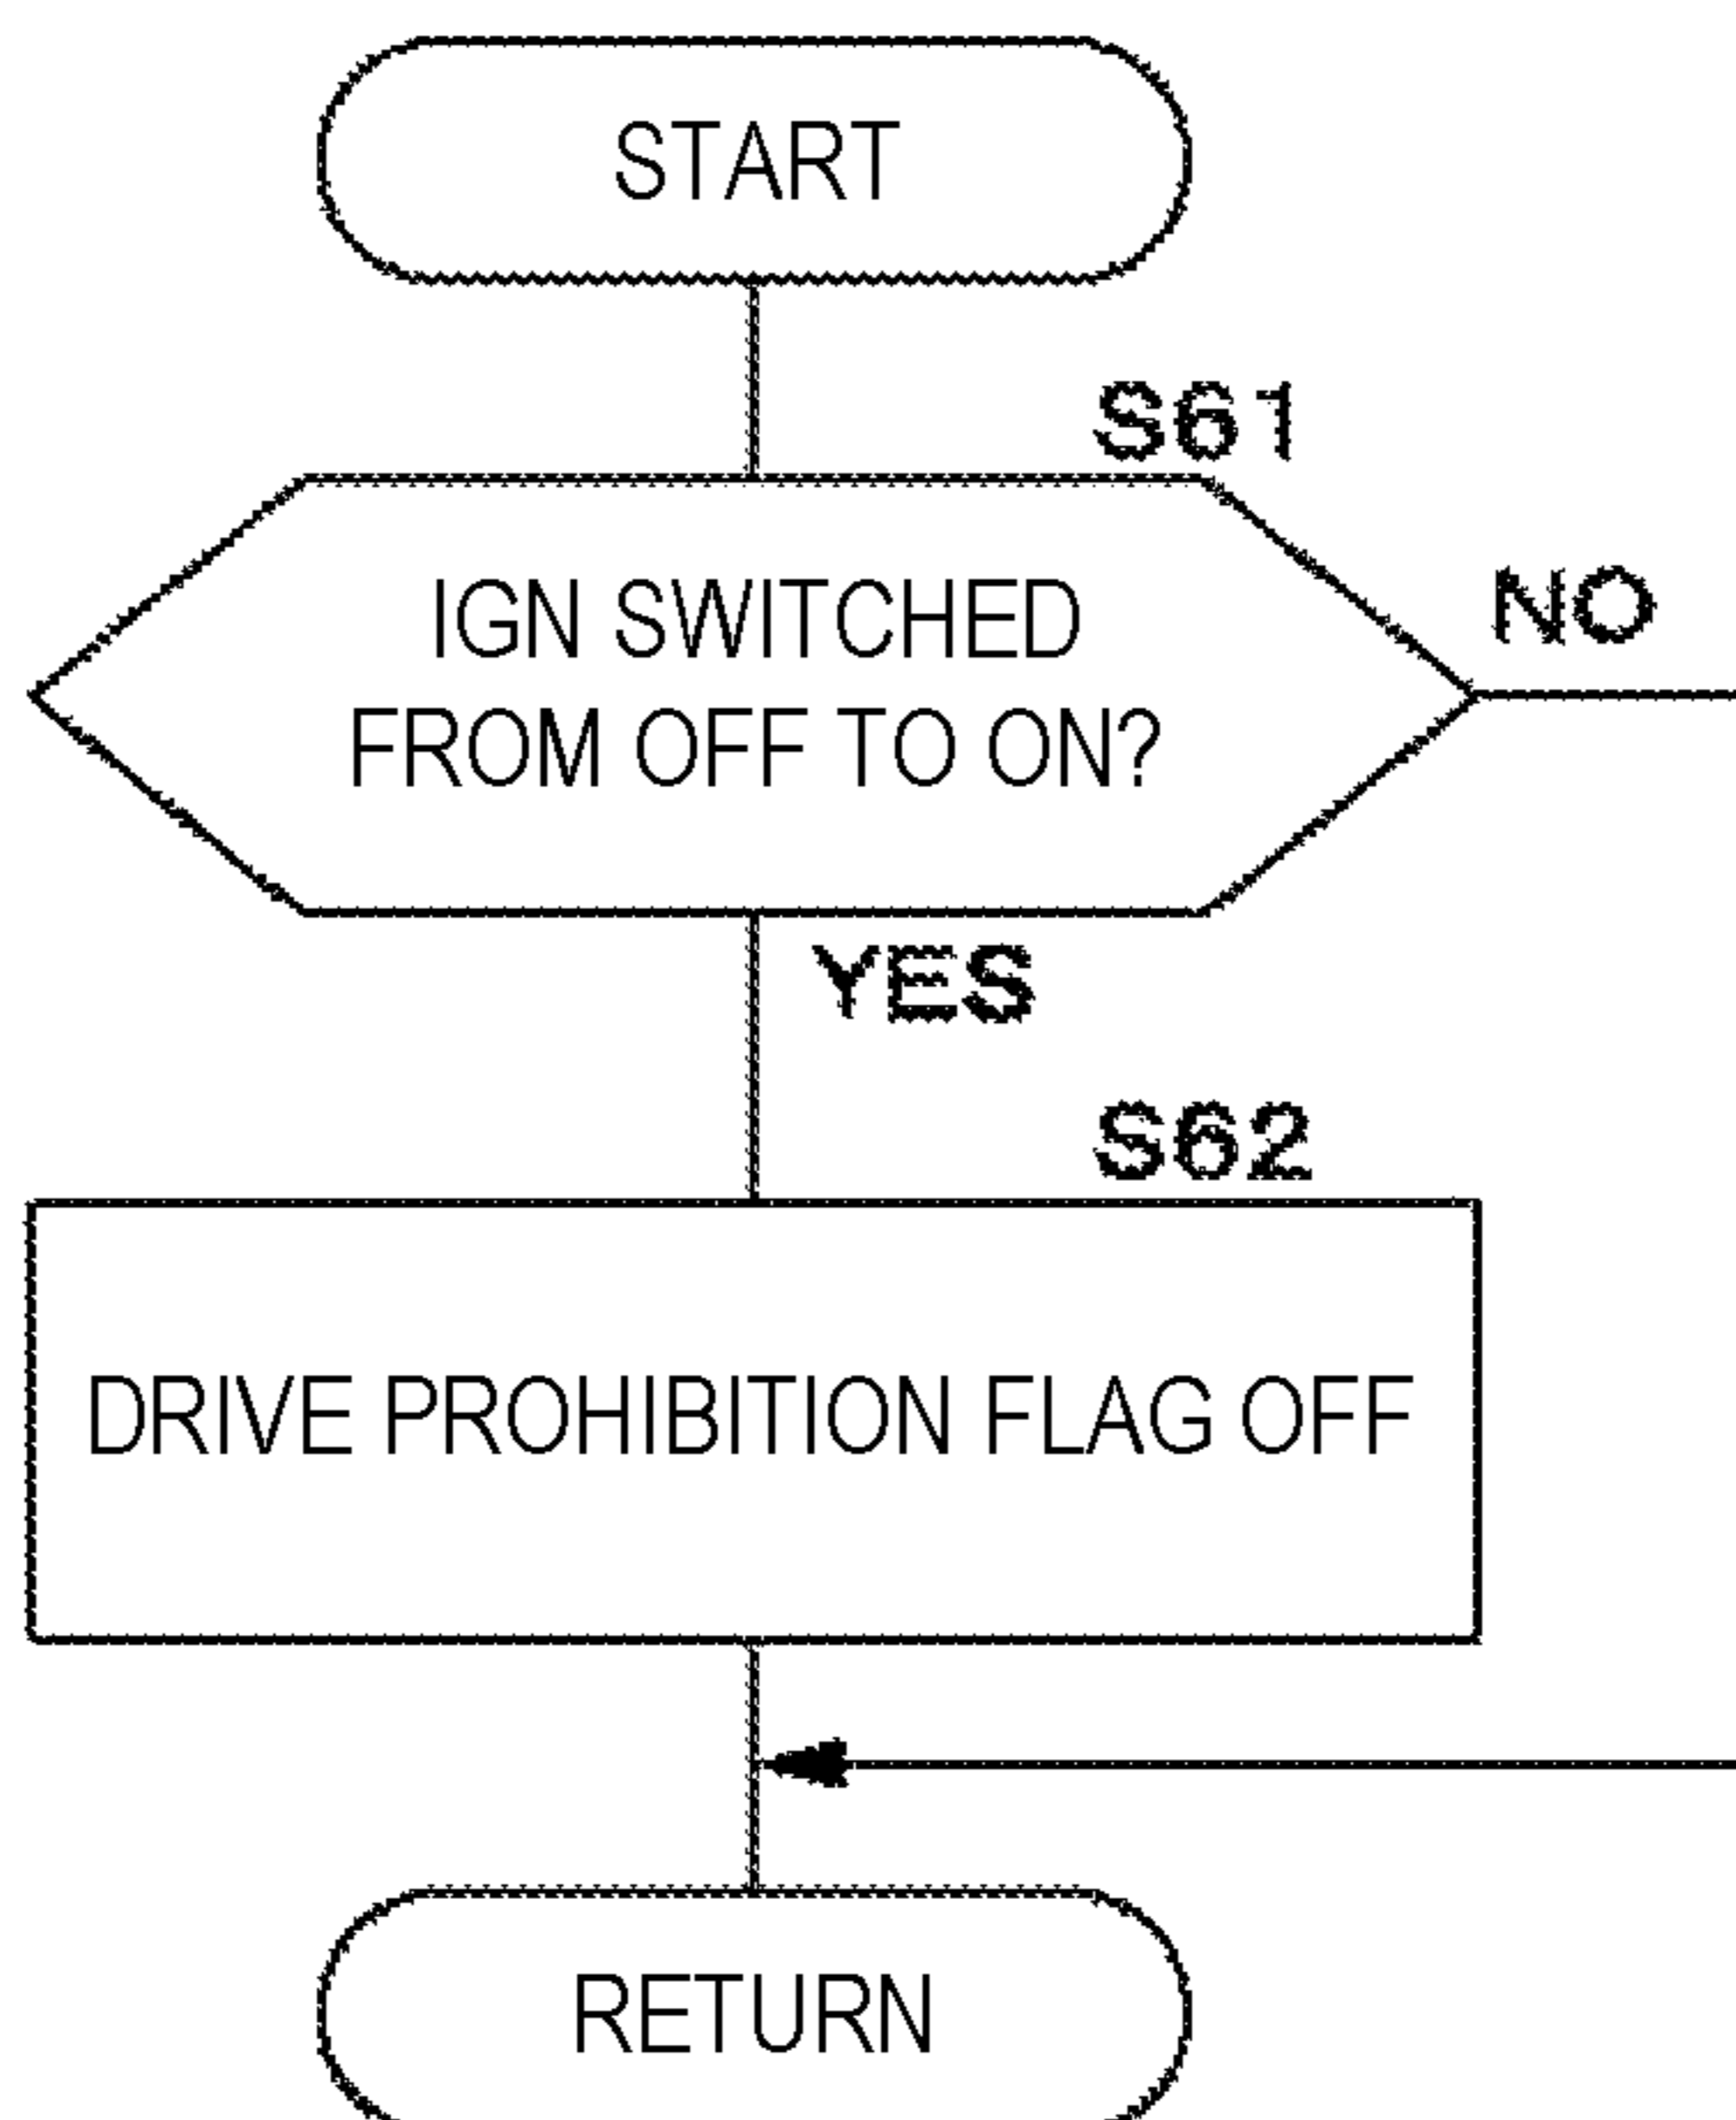 START
S61
IGN SWITCHED
FROM OFF TO ON?
NO
YES
S62
DRIVE PROHIBITION FLAG OFF
RETURN